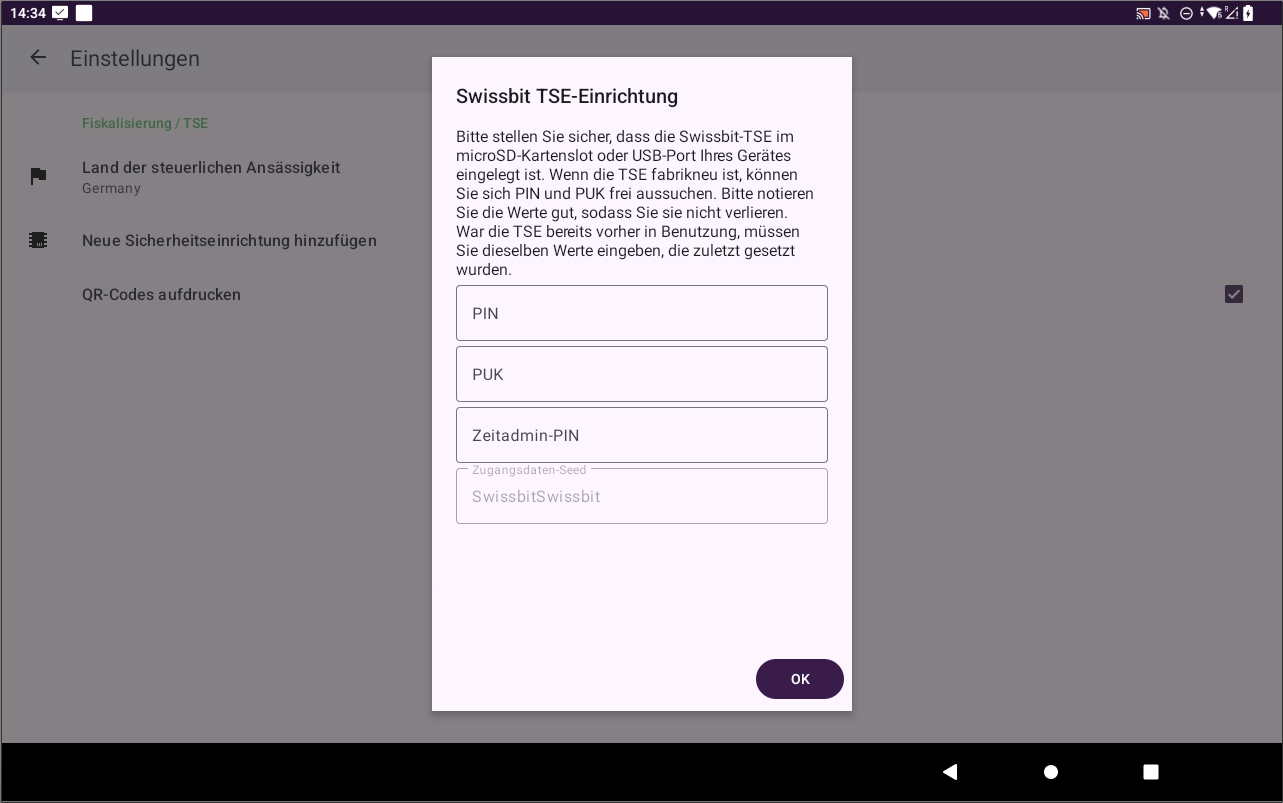 14:34
Einstellungen
Fiskalisierung / TSE
Land der steuerlichen Ansässigkeit
Germany
Neue Sicherheitseinrichtung hinzufügen
QR-Codes aufdrucken
Swissbit TSE-Einrichtung
Bitte stellen Sie sicher, dass die Swissbit-TSE im
microSD-Kartenslot oder USB-Port Ihres Gerätes
eingelegt ist. Wenn die TSE fabrikneu ist, können
Sie sich PIN und PUK frei aussuchen. Bitte notieren
Sie die Werte gut, sodass Sie sie nicht verlieren.
War die TSE bereits vorher in Benutzung, müssen
Sie dieselben Werte eingeben, die zuletzt gesetzt
wurden.
PIN
PUK
Zeitadmin-PIN
Zugangsdaten-Seed
SwissbitSwissbit
OK